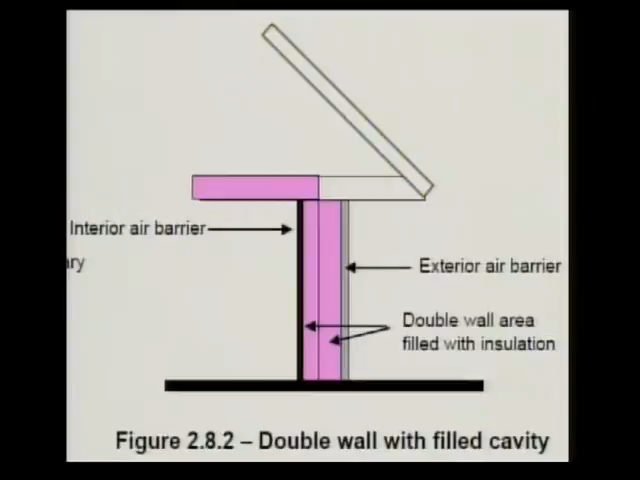 Interior air barrier
Exterior air barrier
Double wall area
filled with insulation
Figure 2.8.2 – Double wall with filled cavity